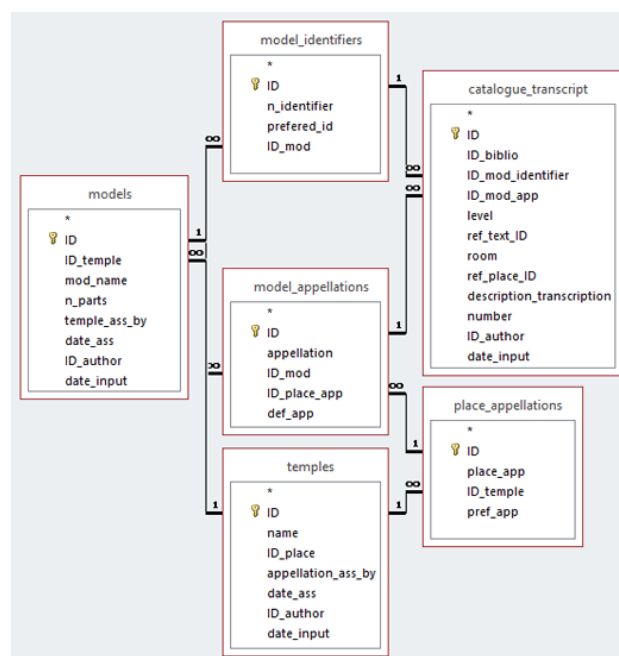 models
*
ID
ID_temple
mod_name
n_parts
temple_ass_by
date_ass
ID_author
date_input
1
∞
∞
1
model_identifiers
*
ID
n_identifier
prefered_id
ID_mod
1
∞
∞
1
model_appellations
*
ID
appellation
ID_mod
ID_place_app
def_app
∞
1
temples
*
ID
name
ID_place
appellation_ass_by
date_ass
ID_author
date_input
1
∞
catalogue_transcript
*
ID
ID_biblio
ID_mod_identifier
ID_mod_app
level
ref_text_ID
room
ref_place_ID
description_transcription
number
ID_author
date_input
place_appellations
*
ID
place_app
ID_temple
pref_app
1
∞